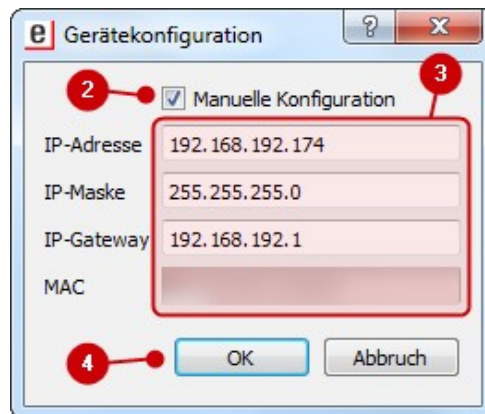 e Gerätekonfiguration ? X
3
2 Manuelle Konfiguration
IP-Adresse 192.168.192.174
IP-Maske 255.255.255.0
IP-Gateway 192.168.192.1
MAC
4 OK Abbruch